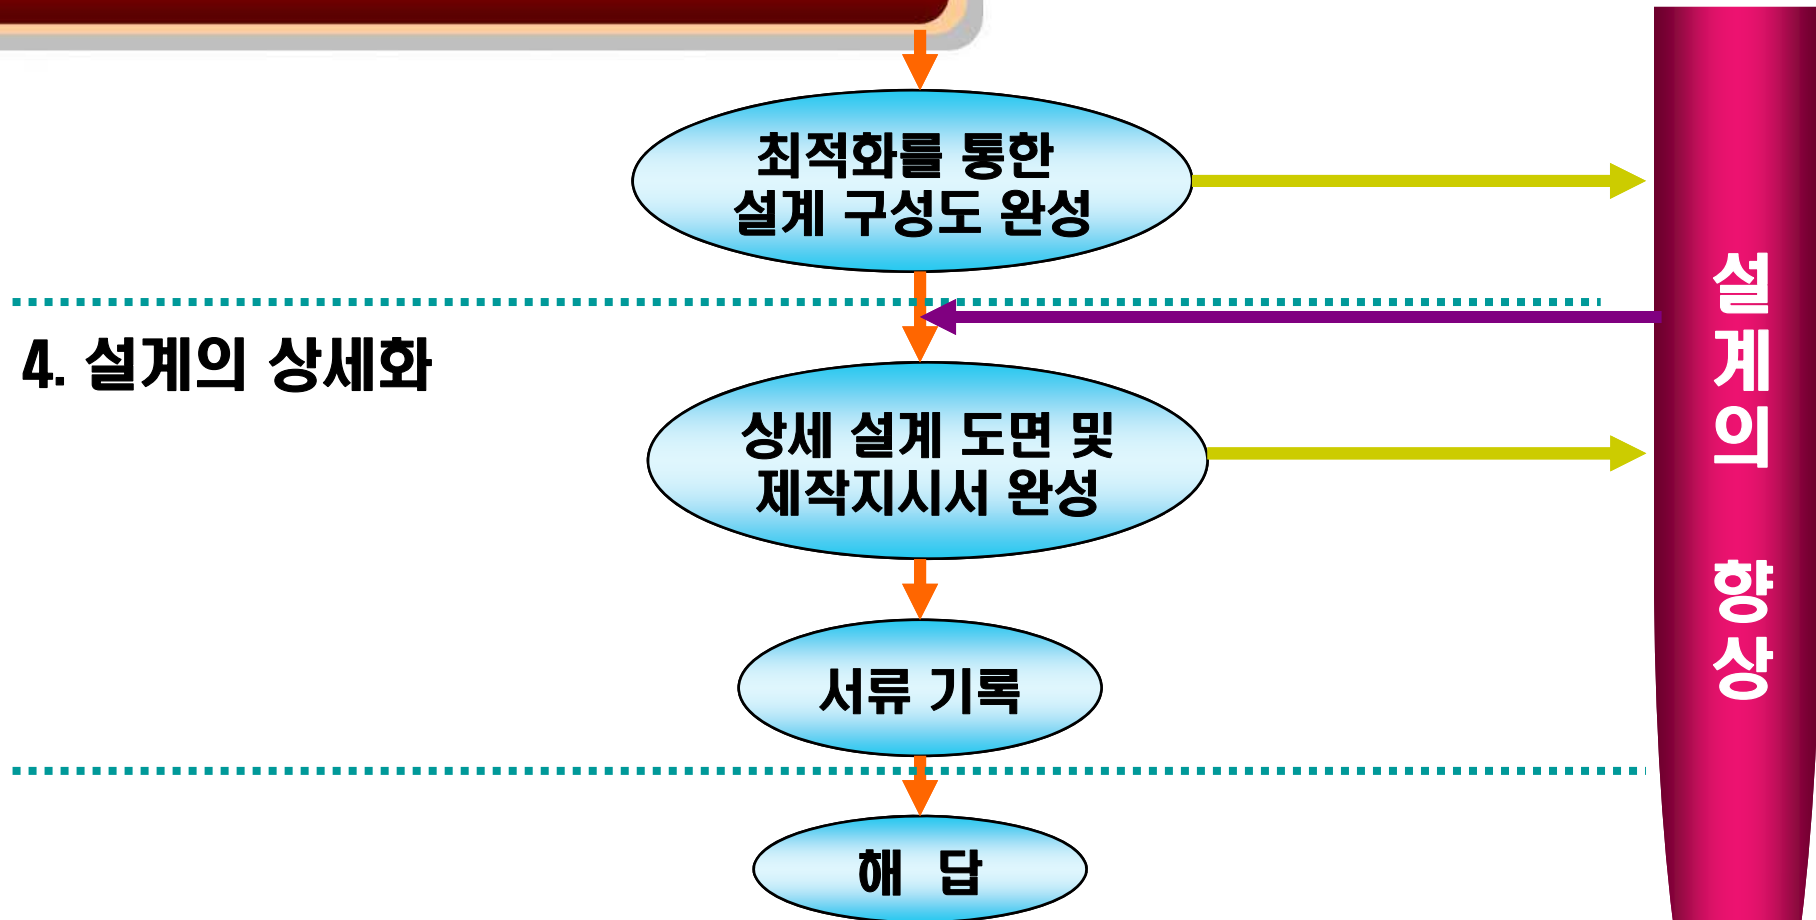 최적화를 통한
설계 구성도 완성
4. 설계의 상세화
상세 설계 도면 및
제작지시서 완성
서류 기록
해 답
설계의 향상